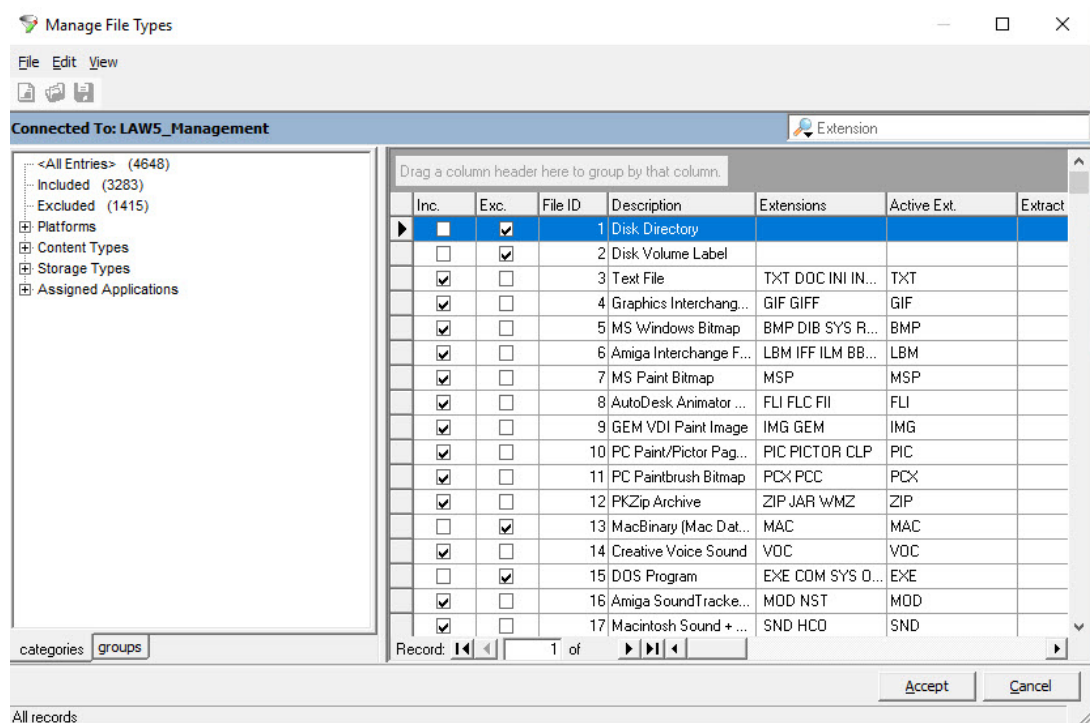 Manage File Types
File Edit View
Connected To: LAW5_Management
Extension
<All Entries> (4648)
Included (3283)
Excluded (1415)
Platforms
Content Types
Storage Types
Assigned Applications
categories groups
Drag a column header here to group by that column.
Inc. Exc. File ID Description Extensions Active Ext. Extract
1 Disk Directory
2 Disk Volume Label
3 Text File TXT DOC INI IN... TXT
4 Graphics Interchang... GIF GIFF GIF
5 MS Windows Bitmap BMP DIB SYS R... BMP
6 Amiga Interchange F... LBM IFF ILM BB... LBM
7 MS Paint Bitmap MSP MSP
8 AutoDesk Animator ... FLI FLC FII FLI
9 GEM VDI Paint Image IMG GEM IMG
10 PC Paint/Pictor Pag... PIC PICTOR CLP PIC
11 PC Paintbrush Bitmap PCX PCC PCX
12 PKZip Archive ZIP JAR WMZ ZIP
13 MacBinary (Mac Dat... MAC MAC
14 Creative Voice Sound VOC VOC
15 DOS Program EXE COM SYS O... EXE
16 Amiga SoundTracke... MOD NST MOD
17 Macintosh Sound + ... SND HCO SND
Record: 1 of
Accept Cancel
All records